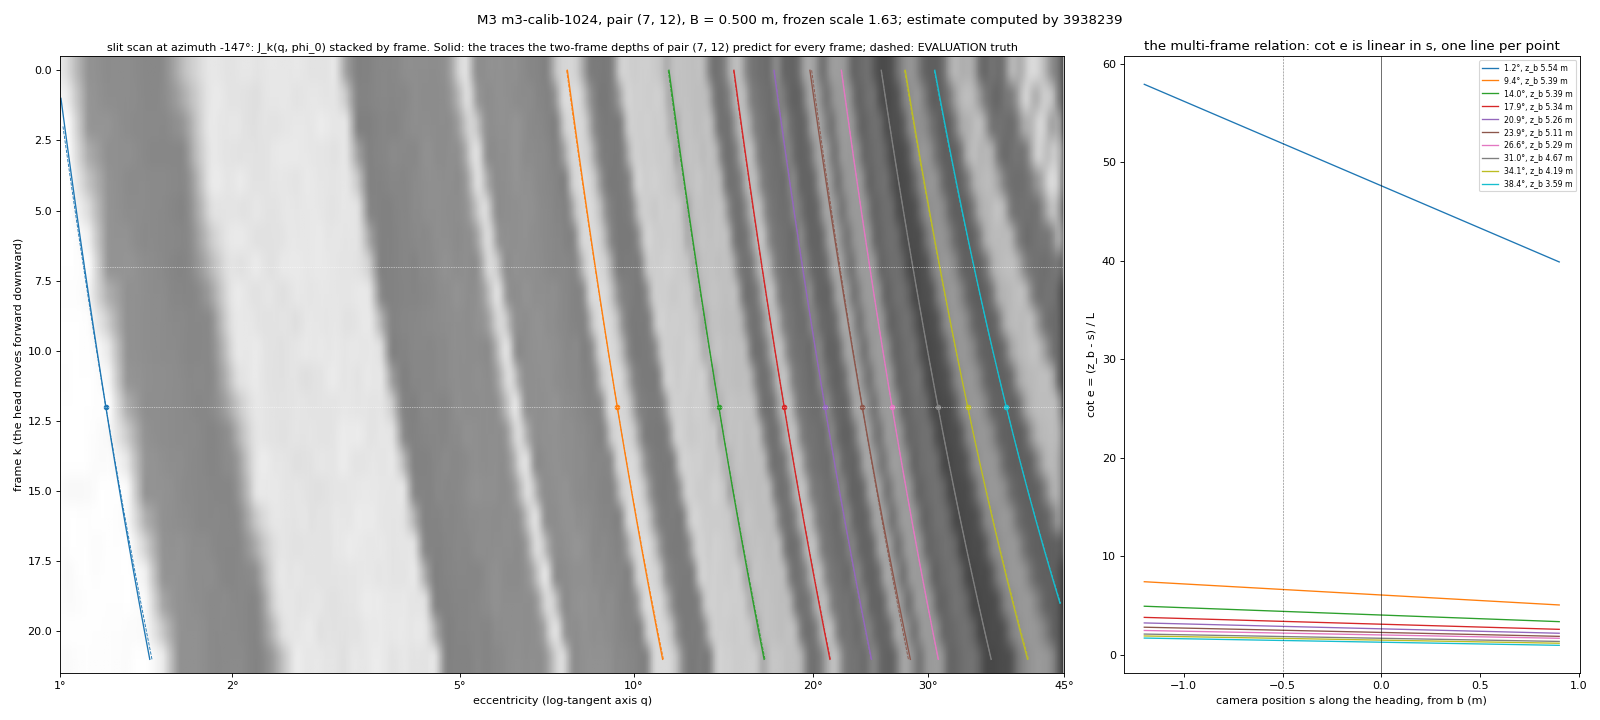 M3 m3-calib-1024, pair (7, 12), B = 0.500 m, frozen scale 1.63; estimate computed by 3938239
slit scan at azimuth -147°: J_k(q, phi_0) stacked by frame. Solid: the traces the two-frame depths of pair (7, 12) predict for every frame; dashed: EVALUATION truth
frame k (the head moves forward downward)
0.0
2.5
5.0
7.5
10.0
12.5
15.0
17.5
20.0
1°
2°
5°
10°
20°
30°
45°
eccentricity (log-tangent axis q)
the multi-frame relation: cot e is linear in s, one line per point
cot e = (z_b - s) / L
60
50
40
30
20
10
0
1.2°, z_b 5.54 m
9.4°, z_b 5.39 m
14.0°, z_b 5.39 m
17.9°, z_b 5.34 m
20.9°, z_b 5.26 m
23.9°, z_b 5.11 m
26.6°, z_b 5.29 m
31.0°, z_b 4.67 m
34.1°, z_b 4.19 m
38.4°, z_b 3.59 m
−1.0
−0.5
0.0
0.5
1.0
camera position s along the heading, from b (m)